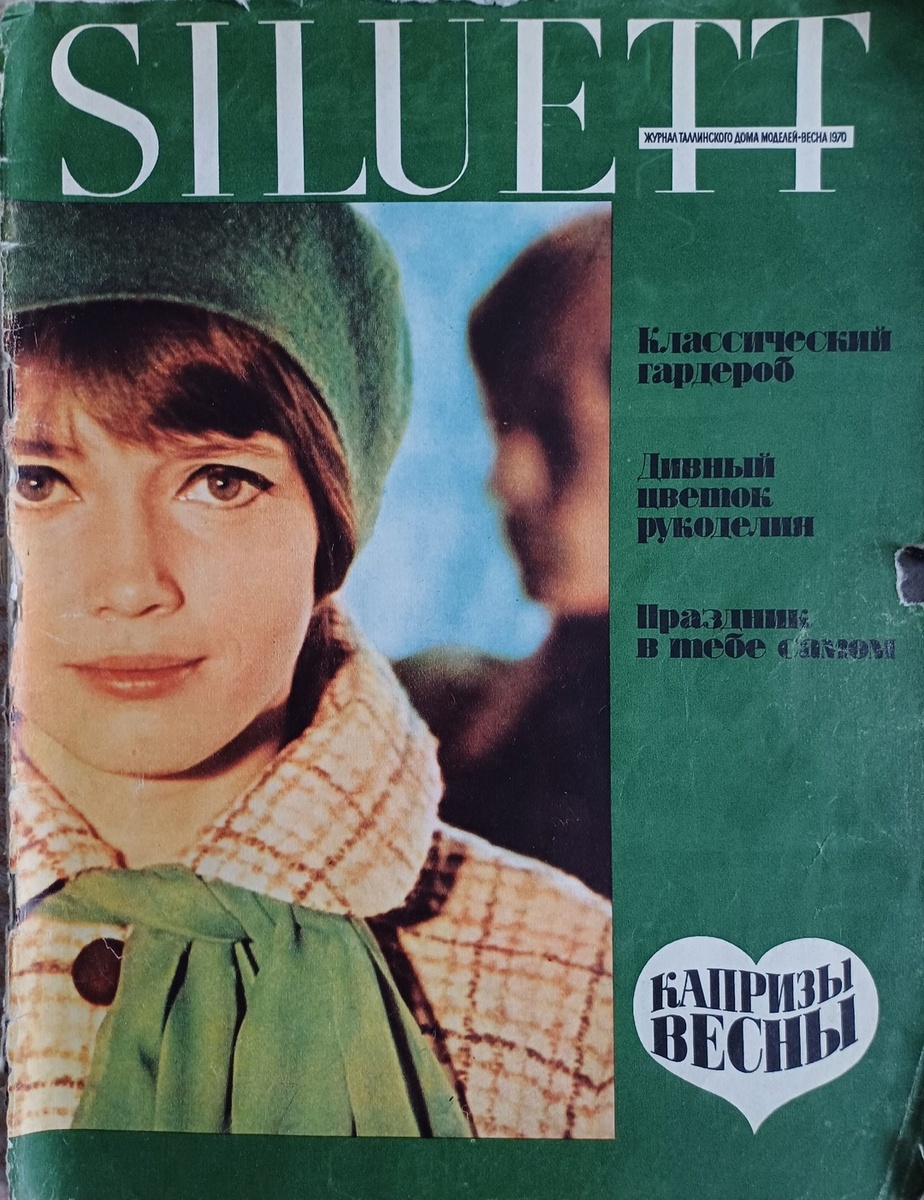 SILUETT
ЖУРНАЛ ТАЛЛИНСКОГО ДОМА МОДЕЛЕЙ-ВЕСНА 1970
Классический
гардероб
Дивный
цветок
рукоделия
Праздник
в тебе самом
КАПРИЗЫ
ВЕСНЫ